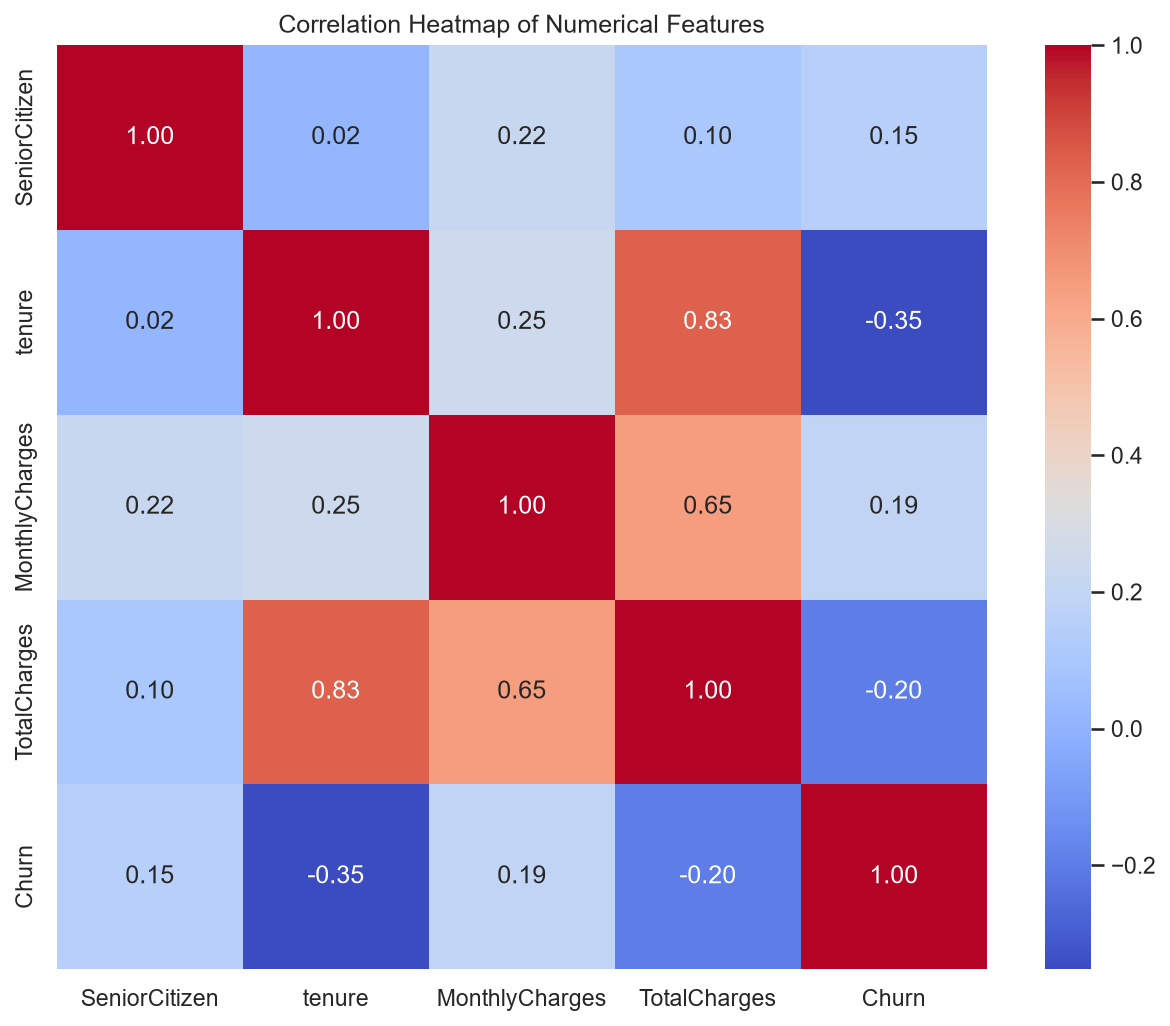 Correlation Heatmap of Numerical Features
SeniorCitizen 1.00 0.02 0.22 0.10 0.15
tenure 0.02 1.00 0.25 0.83 -0.35
MonthlyCharges 0.22 0.25 1.00 0.65 0.19
TotalCharges 0.10 0.83 0.65 1.00 -0.20
Churn 0.15 -0.35 0.19 -0.20 1.00
SeniorCitizen tenure MonthlyCharges TotalCharges Churn
1.0
0.8
0.6
0.4
0.2
0.0
−0.2